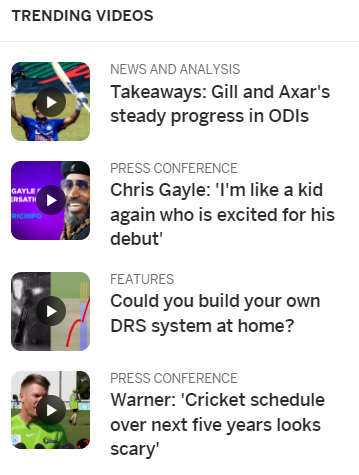 TRENDING VIDEOS
NEWS AND ANALYSIS
Takeaways: Gill and Axar's
steady progress in ODIs
PRESS CONFERENCE
GAYLE
RICINFO
Chris Gayle: 'I'm like a kid
again who is excited for his
debut'
FEATURES
Could you build your own
DRS system at home?
PRESS CONFERENCE
Warner: 'Cricket schedule
over next five years looks
scary'